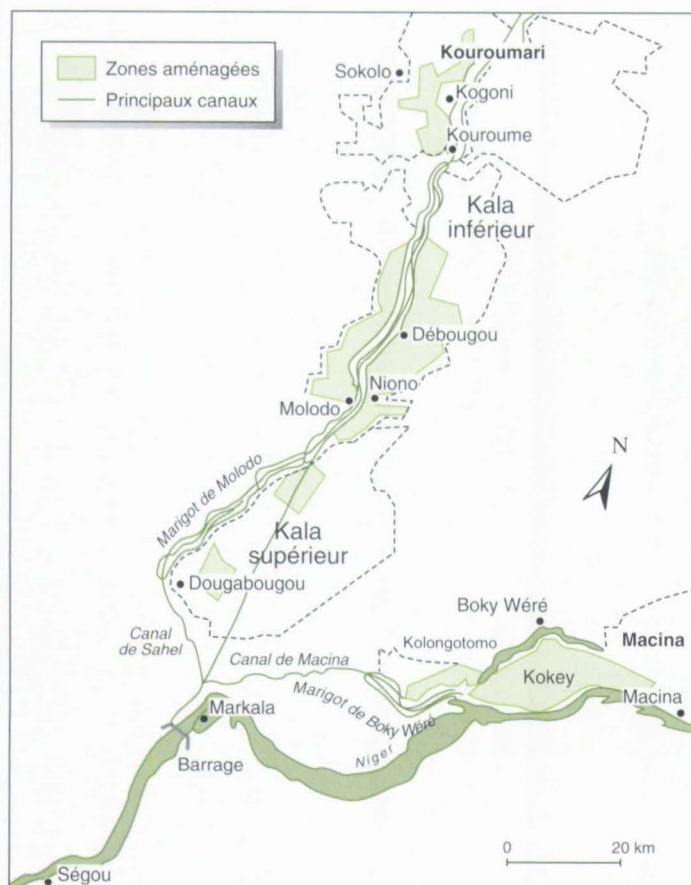 Zones aménagées
Principaux canaux
Kouroumari
Sokolo
Kogoni
Kouroume
Kala
inférieur
Débougou
Niono
Molodo
N
Marigot de Molodo
Kala
supérieur
Dougabougou
Boky Wéré
Canal
de Sahel
Canal de Macina
Kolongotomo
Macina
Kokey
Marigot de Boky Wéré
Macina
Markala
Niger
Barrage
0 20 km
Ségou